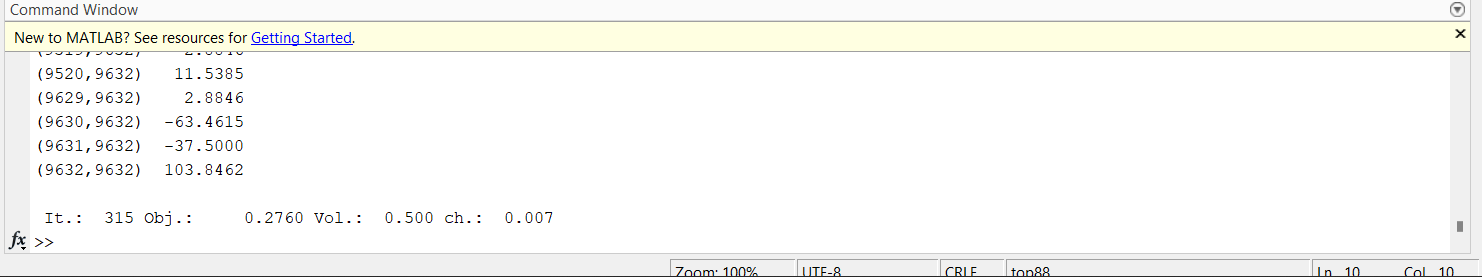 Command Window
New to MATLAB? See resources for Getting Started.
(9520,9632) 11.5385
(9629,9632) 2.8846
(9630,9632) -63.4615
(9631,9632) -37.5000
(9632,9632) 103.8462
It.: 315 Obj.: 0.2760 Vol.: 0.500 ch.: 0.007
fx >>
Zoom: 100% UTF-8 CRLF top88 Ln 10 Col 10